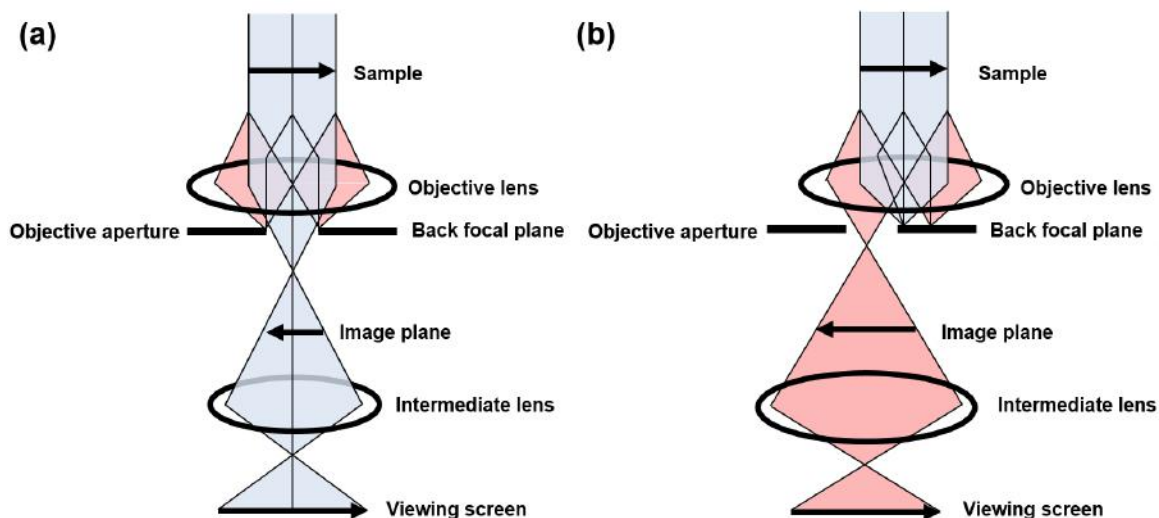 (a)
Sample
Objective lens
Objective aperture
Back focal plane
Image plane
Intermediate lens
Viewing screen
(b)
Sample
Objective lens
Objective aperture
Back focal plane
Image plane
Intermediate lens
Viewing screen